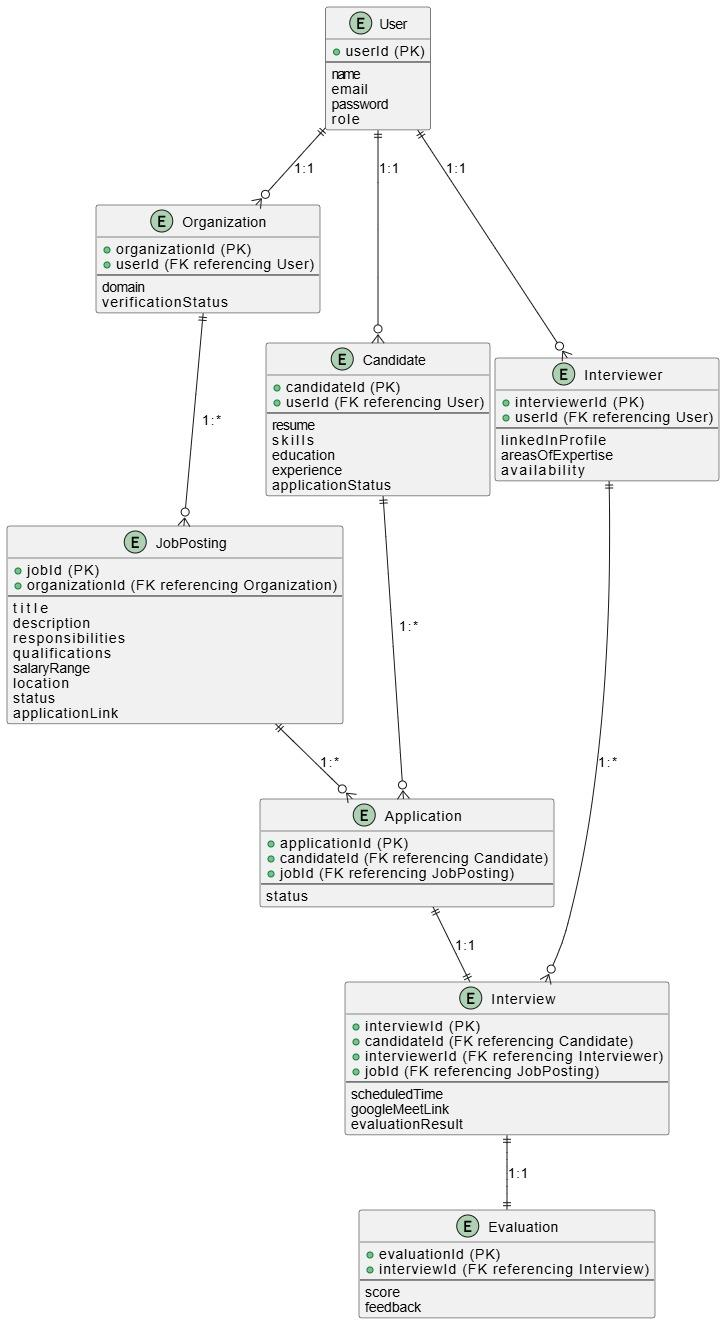 E User
userId (PK)
name
email
password
role
1:1
1:1
1:1
E Organization
organizationId (PK)
userId (FK referencing User)
domain
verificationStatus
E Candidate
candidateId (PK)
userId (FK referencing User)
resume
skills
education
experience
applicationStatus
E Interviewer
interviewerId (PK)
userId (FK referencing User)
linkedInProfile
areasOfExpertise
availability
1:*
E JobPosting
jobId (PK)
organizationId (FK referencing Organization)
title
description
responsibilities
qualifications
salaryRange
location
status
applicationLink
1:*
1:*
1:*
E Application
applicationId (PK)
candidateId (FK referencing Candidate)
jobId (FK referencing JobPosting)
status
1:1
E Interview
interviewId (PK)
candidateId (FK referencing Candidate)
interviewerId (FK referencing Interviewer)
jobId (FK referencing JobPosting)
scheduledTime
googleMeetLink
evaluationResult
1:1
E Evaluation
evaluationId (PK)
interviewId (FK referencing Interview)
score
feedback